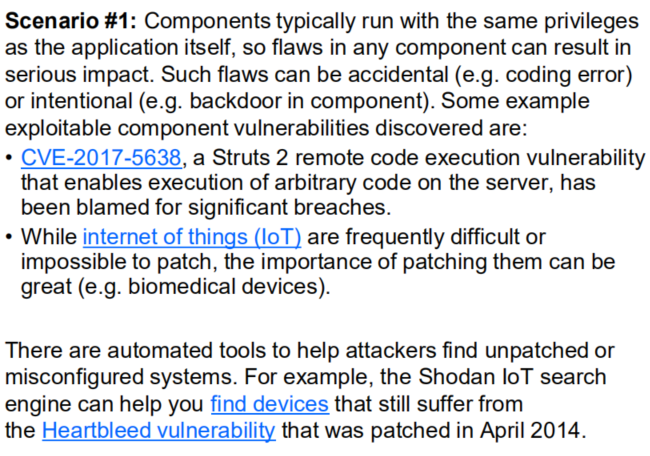 Scenario #1: Components typically run with the same privileges
as the application itself, so flaws in any component can result in
serious impact. Such flaws can be accidental (e.g. coding error)
or intentional (e.g. backdoor in component). Some example
exploitable component vulnerabilities discovered are:
• CVE-2017-5638, a Struts 2 remote code execution vulnerability
that enables execution of arbitrary code on the server, has
been blamed for significant breaches.
• While internet of things (IoT) are frequently difficult or
impossible to patch, the importance of patching them can be
great (e.g. biomedical devices).
There are automated tools to help attackers find unpatched or
misconfigured systems. For example, the Shodan IoT search
engine can help you find devices that still suffer from
the Heartbleed vulnerability that was patched in April 2014.